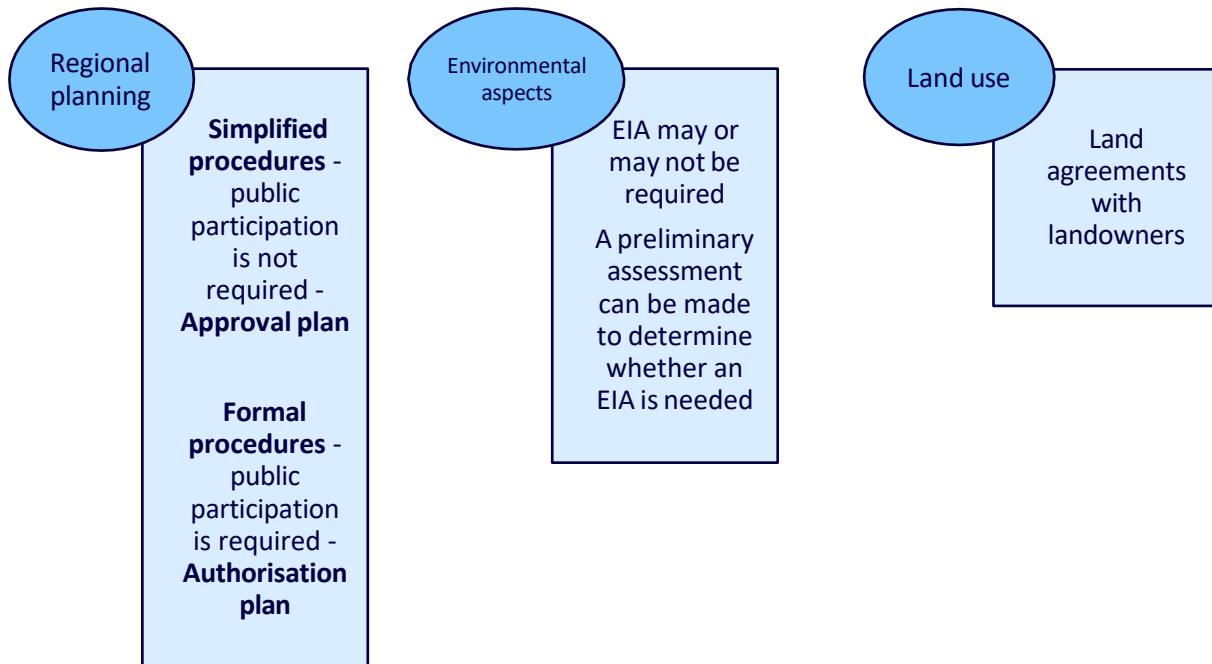 Regional
planning
Simplified
procedures -
public
participation
is not
required -
Approval plan
Formal
procedures -
public
participation
is required -
Authorisation
plan
Environmental
aspects
EIA may or
may not be
required
A preliminary
assessment
can be made
to determine
whether an
EIA is needed
Land use
Land
agreements
with
landowners